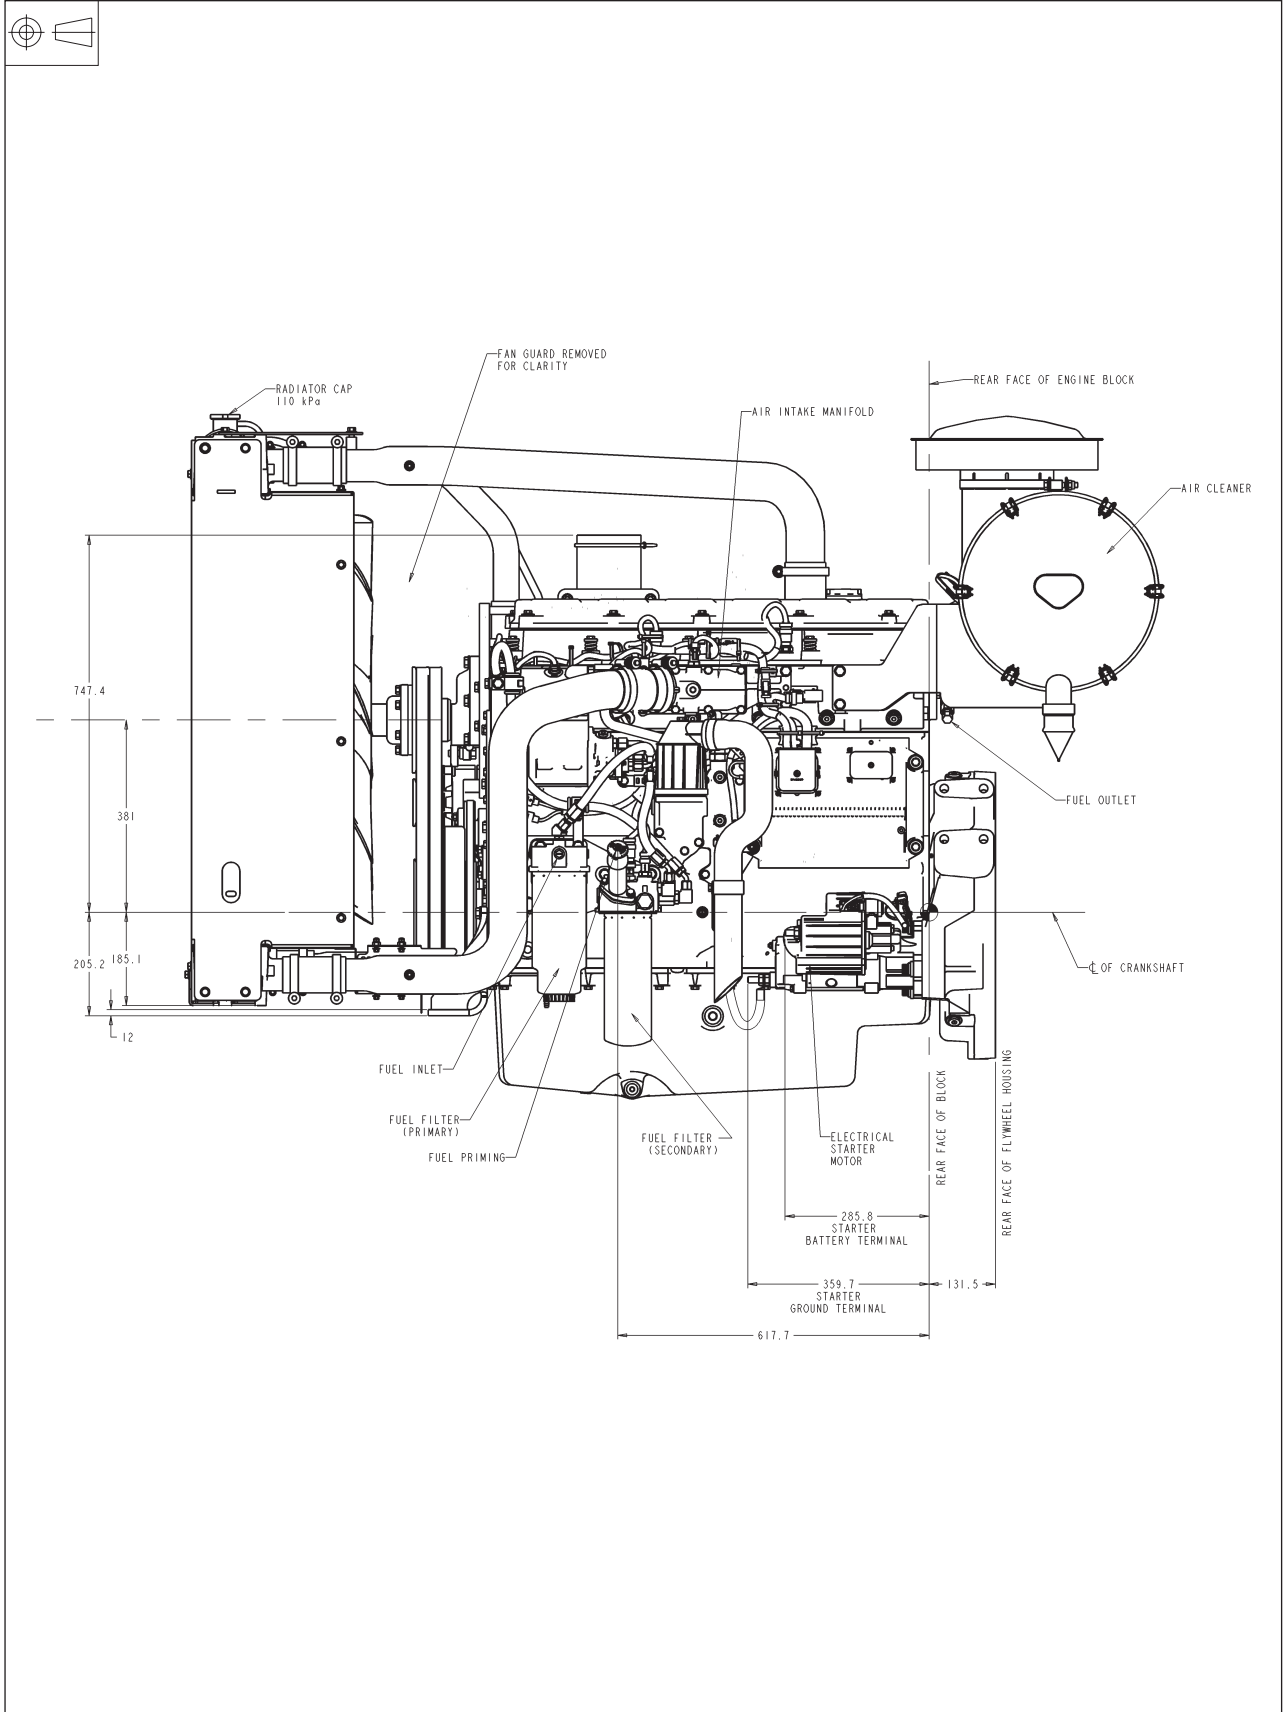 FAN GUARD REMOVED
FOR CLARITY
RADIATOR CAP
110 kPa
REAR FACE OF ENGINE BLOCK
AIR INTAKE MANIFOLD
AIR CLEANER
747.4
381
FUEL OUTLET
205.2
185.1
℄ OF CRANKSHAFT
12
FUEL INLET
FUEL FILTER
(PRIMARY)
FUEL PRIMING
FUEL FILTER
(SECONDARY)
ELECTRICAL
STARTER
MOTOR
REAR FACE OF BLOCK
REAR FACE OF FLYWHEEL HOUSING
285.8
STARTER
BATTERY TERMINAL
359.7
STARTER
GROUND TERMINAL
131.5
617.7